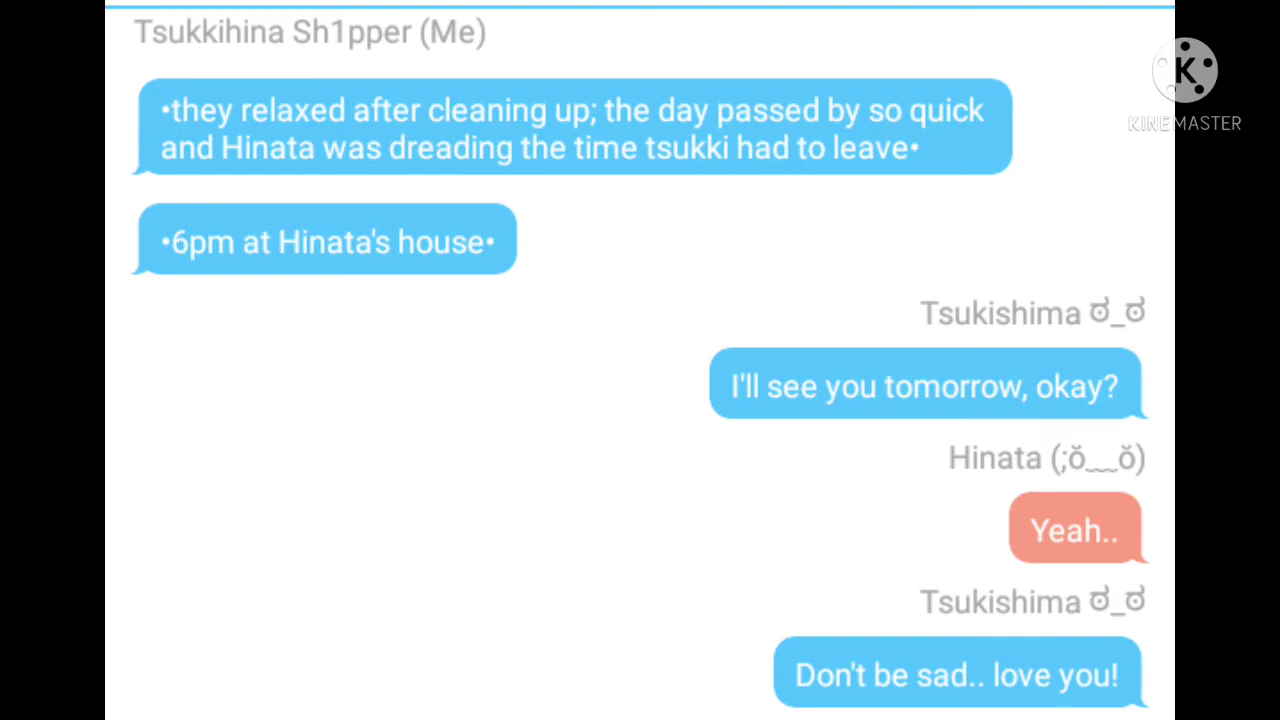 Tsukkihina Sh1pper (Me)
•they relaxed after cleaning up; the day passed by so quick
and Hinata was dreading the time tsukki had to leave•
K
KINEMASTER
•6pm at Hinata's house•
Tsukishima ಠ_ಠ
I'll see you tomorrow, okay?
Hinata (;ŏ﹏ŏ)
Yeah..
Tsukishima ಠ_ಠ
Don't be sad.. love you!